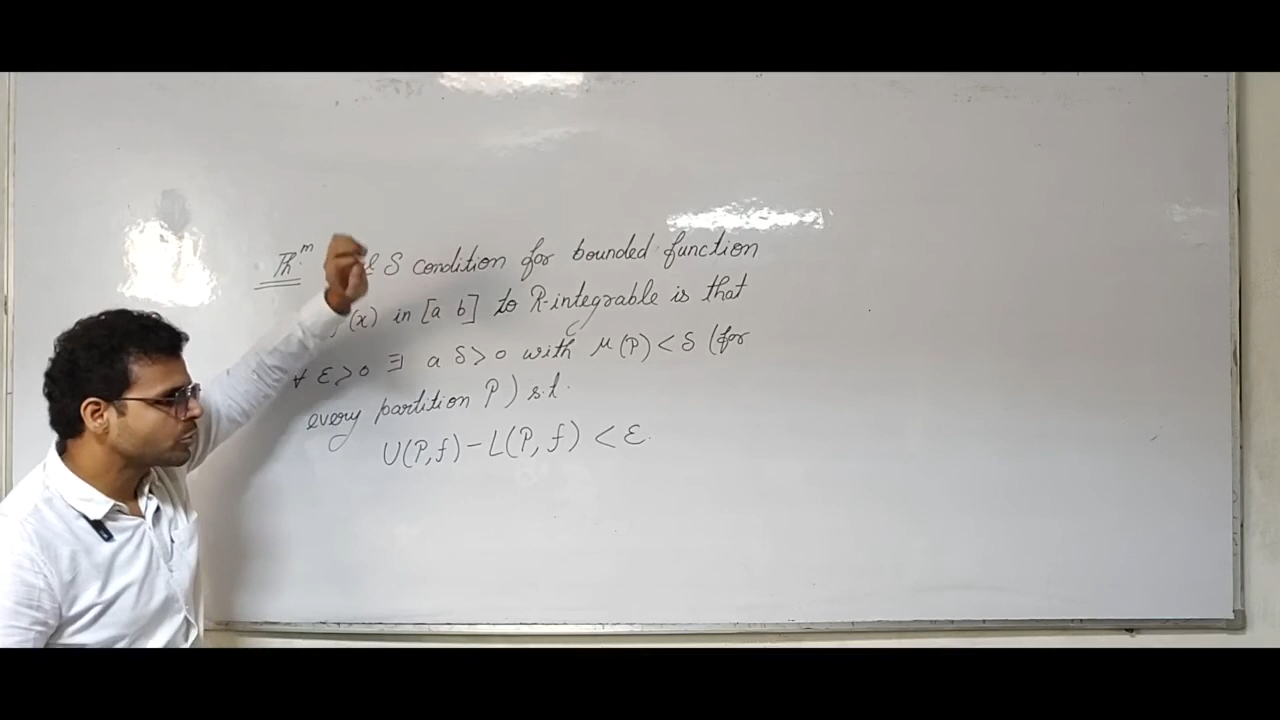 Th^m & S condition for bounded function
f(x) in [a b] to R-integrable is that
∀ ε>0 ∃ a δ>0 with μ(P)<δ (for
every partition P) s.t.
U(P,f)-L(P,f)<ε.